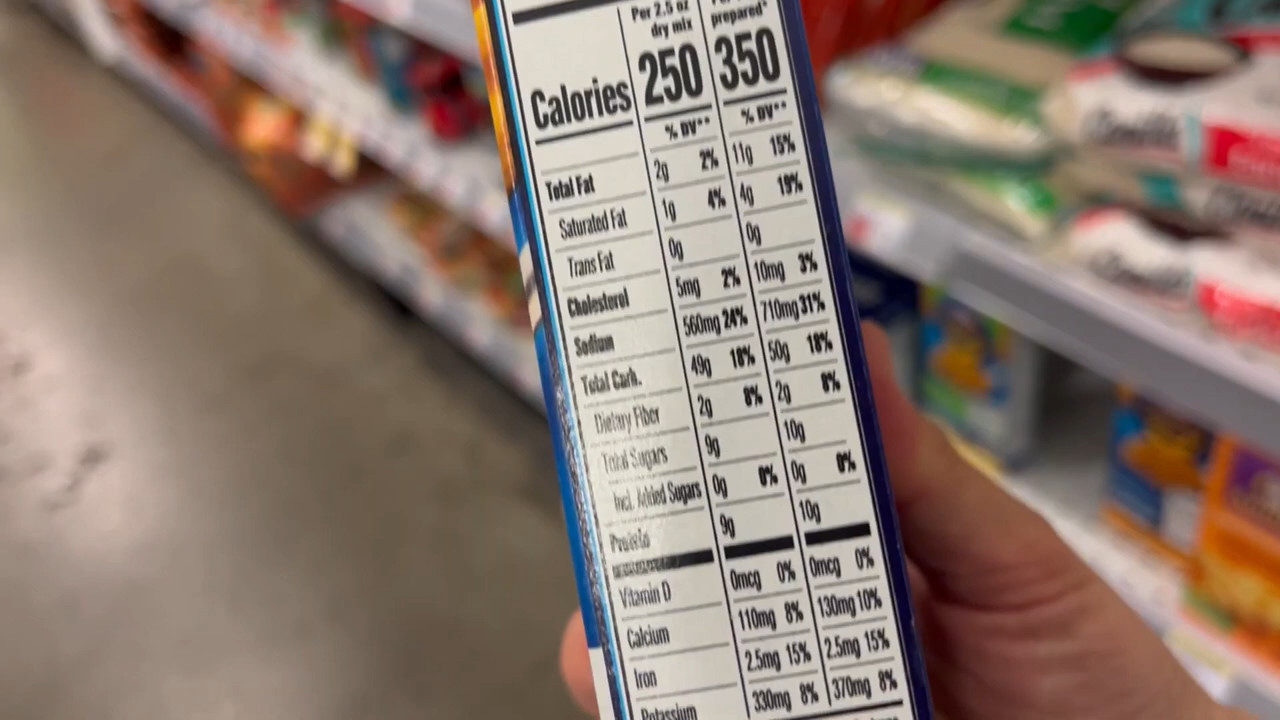 Per 2.5 oz
dry mix
prepared*
Calories 250 350
% DV** % DV**
Total Fat 2g 2% 11g 15%
Saturated Fat 1g 4% 4g 19%
Trans Fat 0g 0g
Cholesterol 5mg 2% 10mg 3%
Sodium 560mg 24% 710mg 31%
Total Carb. 49g 18% 50g 18%
Dietary Fiber 2g 8% 2g 8%
Total Sugars 9g 10g
Incl. Added Sugars 0g 0% 0g 0%
Protein 9g 10g
Vitamin D 0mcg 0% 0mcg 0%
Calcium 110mg 8% 130mg 10%
Iron 2.5mg 15% 2.5mg 15%
Potassium 330mg 8% 370mg 8%